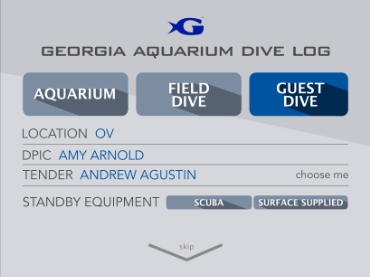 GEORGIA AQUARIUM DIVE LOG
AQUARIUM
FIELD DIVE
GUEST DIVE
LOCATION OV
DPIC AMY ARNOLD
TENDER ANDREW AGUSTIN choose me
STANDBY EQUIPMENT SCUBA SURFACE SUPPLIED
skip